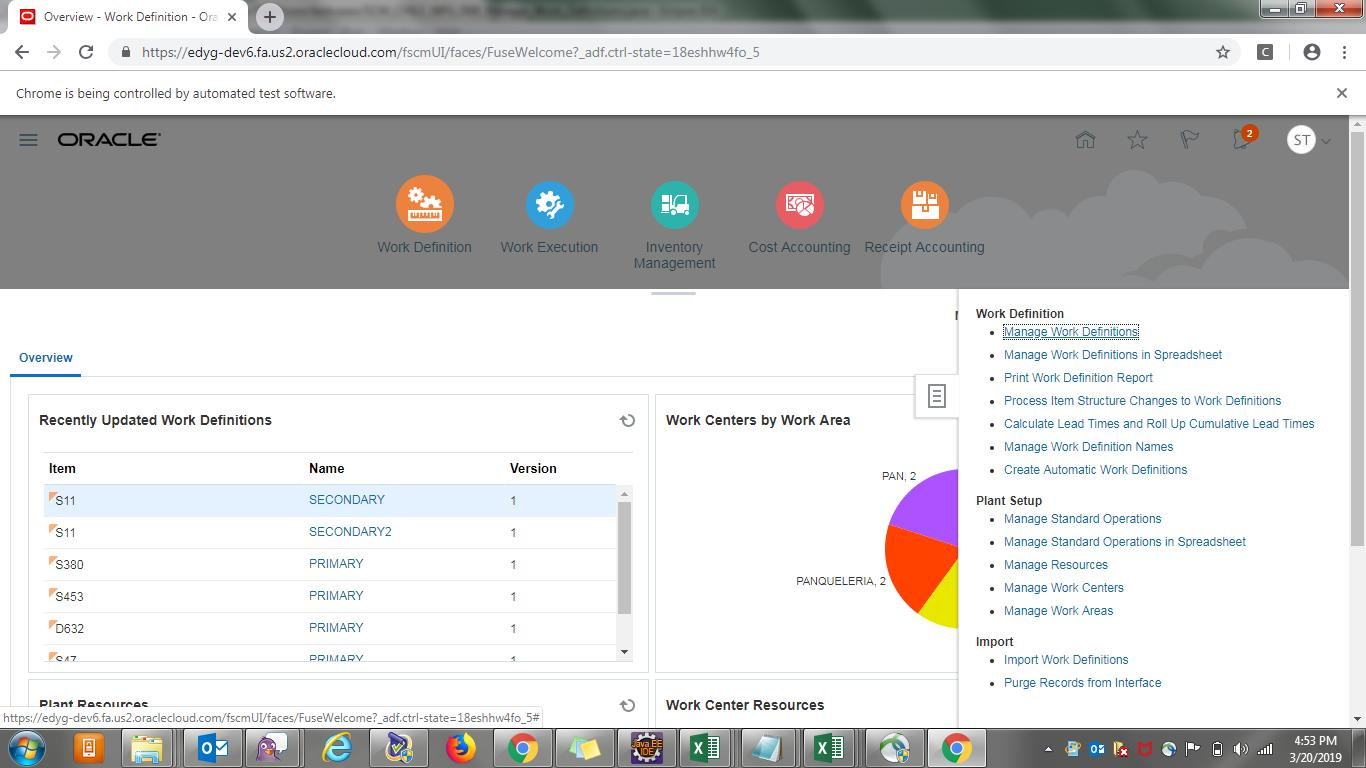 Overview - Work Definition - Ora
https://edyg-dev6.fa.us2.oraclecloud.com/fscmUI/faces/FuseWelcome?_adf.ctrl-state=18eshhw4fo_5
C
Chrome is being controlled by automated test software.
ORACLE
2
ST
Work Definition
Work Execution
Inventory
Management
Cost Accounting
Receipt Accounting
Overview
Recently Updated Work Definitions
Item Name Version
S11 SECONDARY 1
S11 SECONDARY2 1
S380 PRIMARY 1
S453 PRIMARY 1
D632 PRIMARY 1
S47 PRIMARY 1
Work Centers by Work Area
PAN, 2
PANQUELERIA, 2
Plant Resources
Work Center Resources
Work Definition
Manage Work Definitions
Manage Work Definitions in Spreadsheet
Print Work Definition Report
Process Item Structure Changes to Work Definitions
Calculate Lead Times and Roll Up Cumulative Lead Times
Manage Work Definition Names
Create Automatic Work Definitions
Plant Setup
Manage Standard Operations
Manage Standard Operations in Spreadsheet
Manage Resources
Manage Work Centers
Manage Work Areas
Import
Import Work Definitions
Purge Records from Interface
https://edyg-dev6.fa.us2.oraclecloud.com/fscmUI/faces/FuseWelcome?_adf.ctrl-state=18eshhw4fo_5#
Java EE
IDE
4:53 PM
3/20/2019